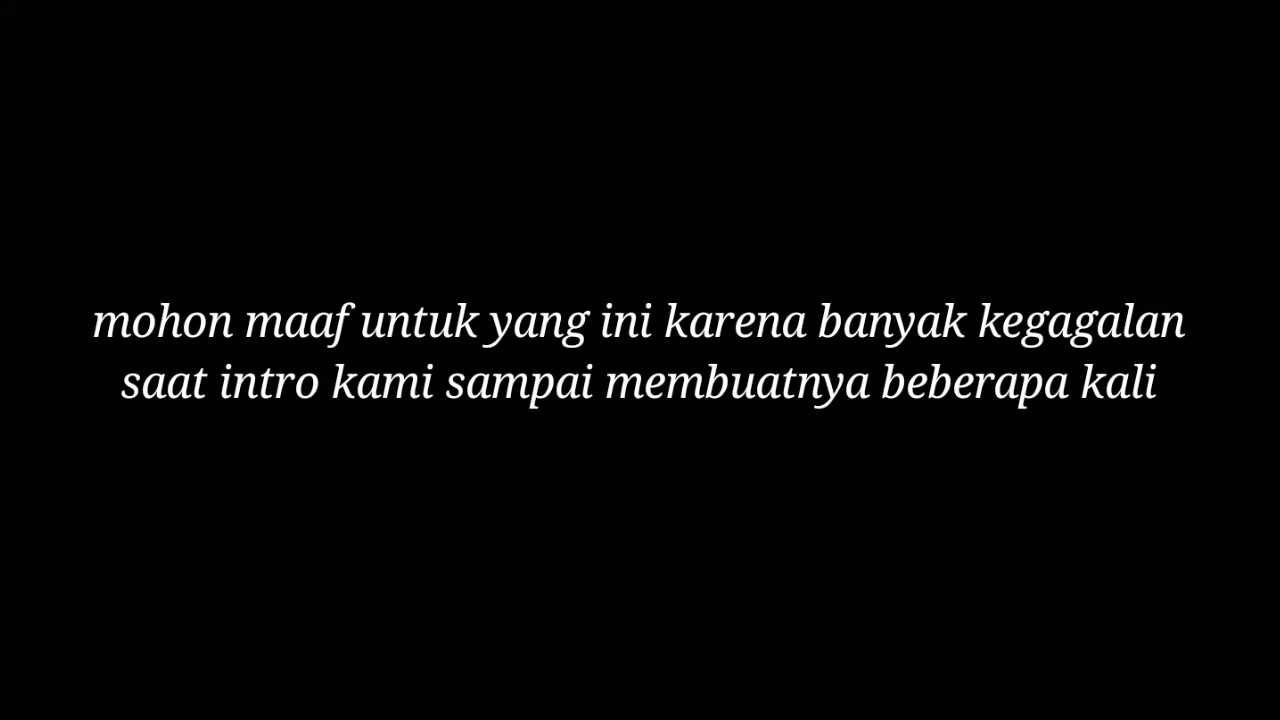 mohon maaf untuk yang ini karena banyak kegagalan
saat intro kami sampai membuatnya beberapa kali